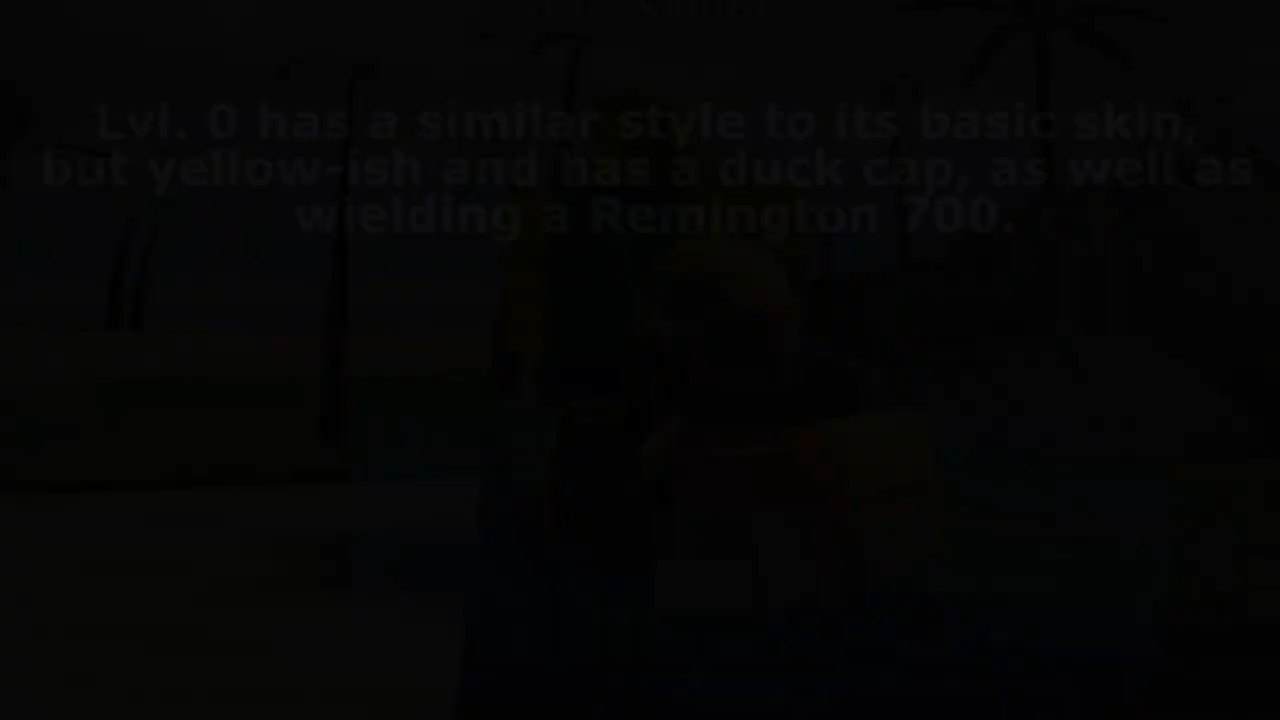 Lvl. 0 has a similar style to its basic skin,
but yellow-ish and has a duck cap, as well as
wielding a Remington 700.